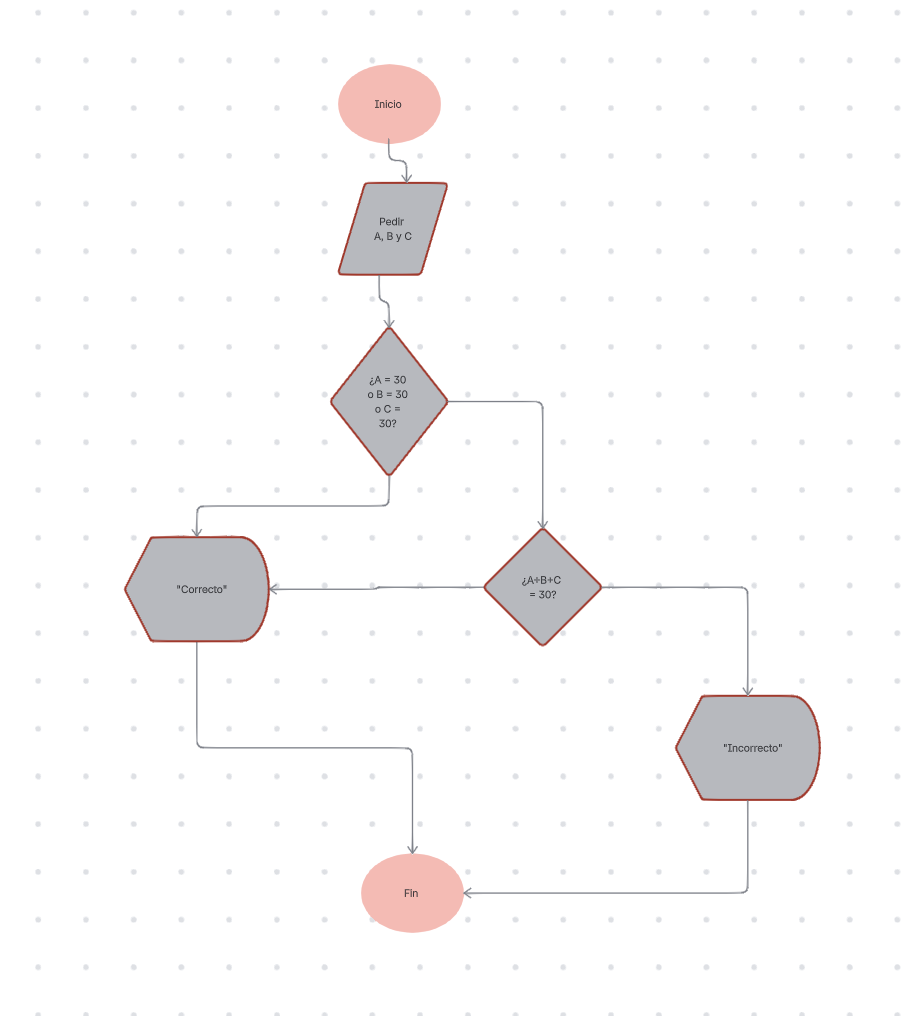 Inicio
Pedir
A, B y C
¿A = 30
o B = 30
o C =
30?
"Correcto"
¿A+B+C
= 30?
"Incorrecto"
Fin